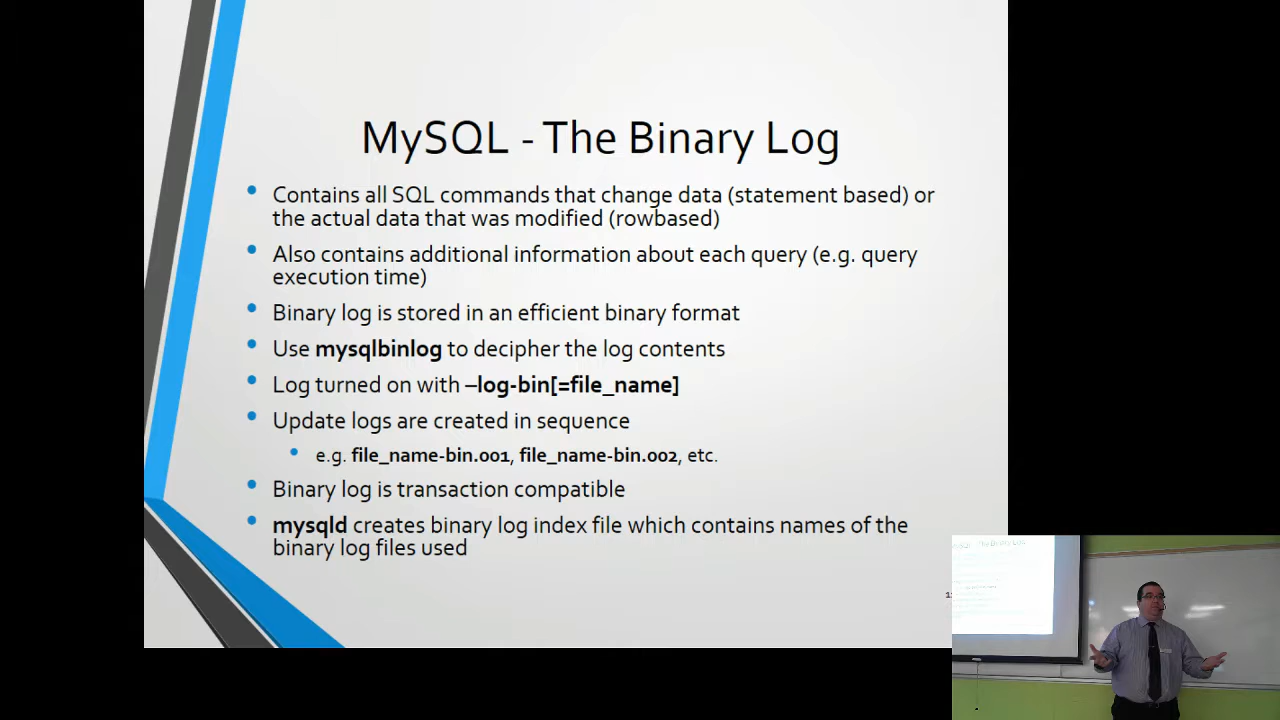 MySQL - The Binary Log
Contains all SQL commands that change data (statement based) or
the actual data that was modified (rowbased)
Also contains additional information about each query (e.g. query
execution time)
Binary log is stored in an efficient binary format
Use mysqlbinlog to decipher the log contents
Log turned on with –log-bin[=file_name]
Update logs are created in sequence
e.g. file_name-bin.001, file_name-bin.002, etc.
Binary log is transaction compatible
mysqld creates binary log index file which contains names of the
binary log files used
The Binary Log